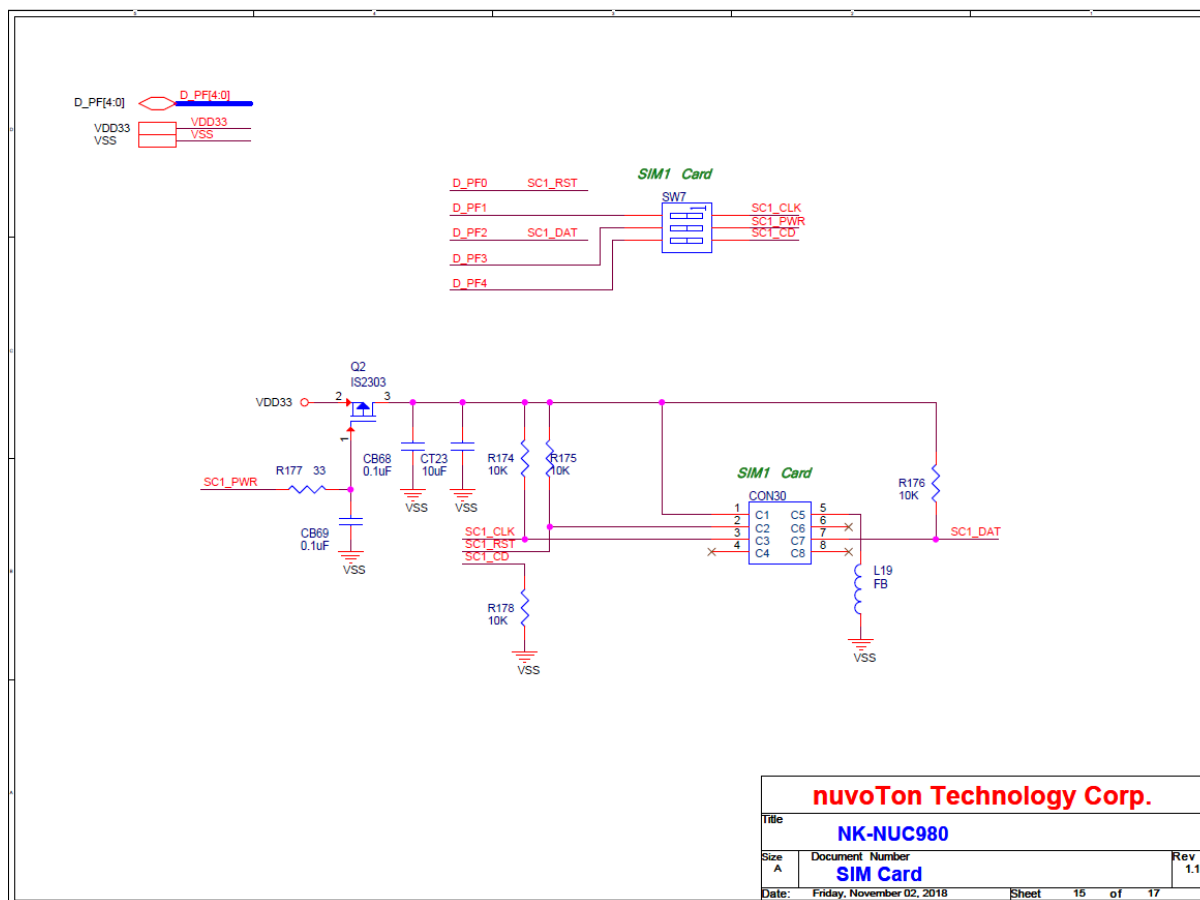 D_PF[4:0] D_PF[4:0]
VDD33 VDD33
VSS VSS
SIM1 Card
D_PF0 SC1_RST
SW7
D_PF1 1 SC1_CLK
SC1_PWR
D_PF2 SC1_DAT SC1_CD
D_PF3
D_PF4
Q2
IS2303
VDD33 2 3
1
CB68
0.1uF
CT23
10uF
R174
10K
R175
10K
VSS VSS
SC1_PWR R177 33
CB69
0.1uF
VSS
SIM1 Card
CON30
1 C1 C5 5
2 C2 C6 6
3 C3 C7 7
4 C4 C8 8
R176
10K
SC1_DAT
SC1_CLK
SC1_RST
SC1_CD
R178
10K
VSS
L19
FB
VSS
nuvoTon Technology Corp.
Title
NK-NUC980
Size Document Number Rev
A SIM Card 1.1
Date: Friday, November 02, 2018 Sheet 15 of 17